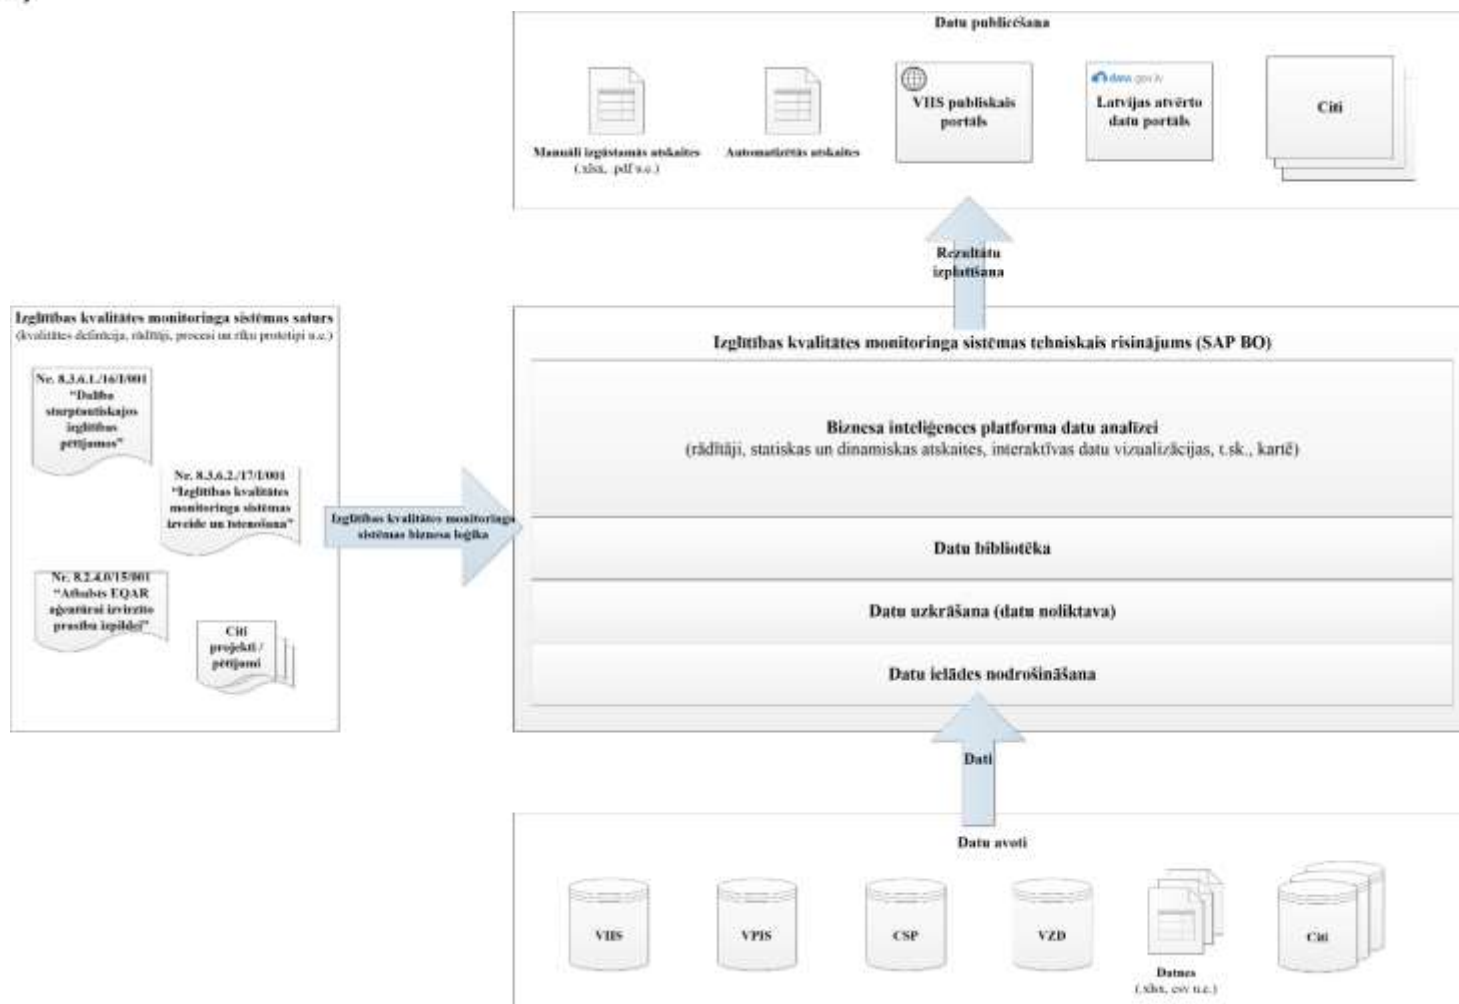 Datu publicēšana
Manuāli izgūstamās atskaites
(.xlsx, .pdf u.c.)
Automatizētās atskaites
VIIS publiskais
portāls
data.gov.lv
Latvijas atvērto
datu portāls
Citi
Rezultātu
izplatīšana
Izglītības kvalitātes monitoringa sistēmas saturs
(kvalitātes definīcija, rādītāji, procesi un rīku prototipi u.c.)
Nr. 8.3.6.1./16/I/001
“Dalība
starptautiskajos
izglītības
pētījumos”
Nr. 8.3.6.2./17/I/001
“Izglītības kvalitātes
monitoringa sistēmas
izveide un īstenošana”
Nr. 8.2.4.0/15/001
“Atbalsts EQAR
aģentūrai izvirzīto
prasību izpildei”
Citi
projekti /
pētījumi
Izglītības kvalitātes monitoringa
sistēmas biznesa loģika
Izglītības kvalitātes monitoringa sistēmas tehniskais risinājums (SAP BO)
Biznesa inteliģences platforma datu analīzei
(rādītāji, statiskas un dinamiskas atskaites, interaktīvas datu vizualizācijas, t.sk., kartē)
Datu bibliotēka
Datu uzkrāšana (datu noliktava)
Datu ielādes nodrošināšana
Dati
Datu avoti
VIIS
VPIS
CSP
VZD
Datnes
(.xlsx, csv u.c.)
Citi